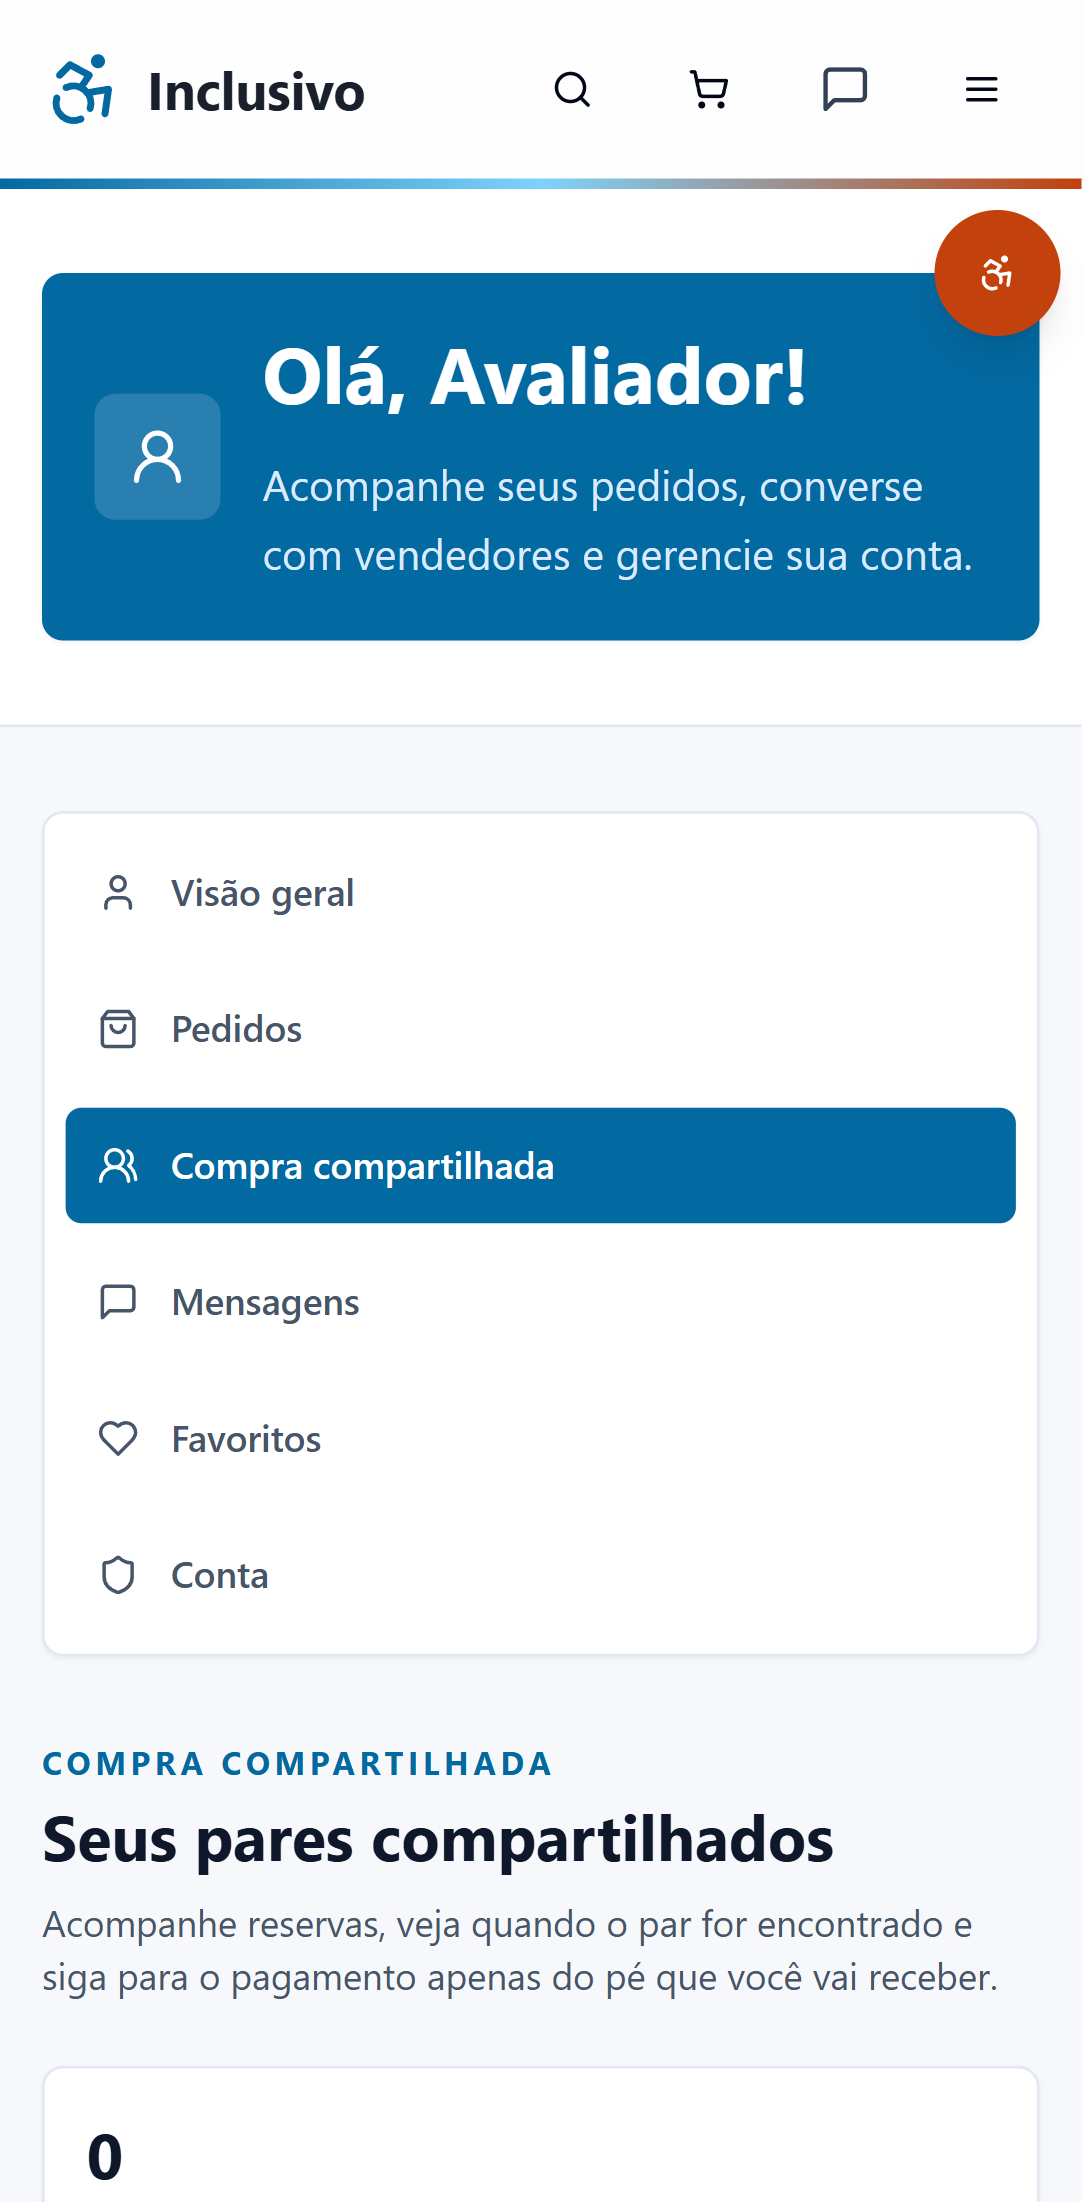 Inclusivo
Olá, Avaliador!
Acompanhe seus pedidos, converse
com vendedores e gerencie sua conta.
Visão geral
Pedidos
Compra compartilhada
Mensagens
Favoritos
Conta
COMPRA COMPARTILHADA
Seus pares compartilhados
Acompanhe reservas, veja quando o par for encontrado e
siga para o pagamento apenas do pé que você vai receber.
0